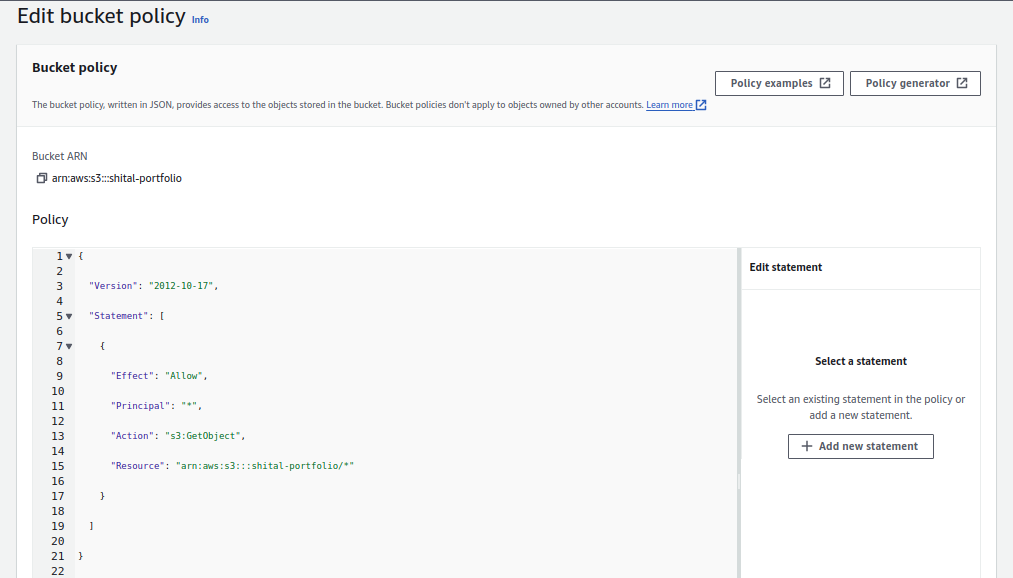 Edit bucket policy Info
Bucket policy
Policy examples
Policy generator
The bucket policy, written in JSON, provides access to the objects stored in the bucket. Bucket policies don't apply to objects owned by other accounts. Learn more
Bucket ARN
arn:aws:s3:::shital-portfolio
Policy
1 {
2
3 "Version": "2012-10-17",
4
5 "Statement": [
6
7 {
8
9 "Effect": "Allow",
10
11 "Principal": "*",
12
13 "Action": "s3:GetObject",
14
15 "Resource": "arn:aws:s3:::shital-portfolio/*"
16
17 }
18
19 ]
20
21 }
22
Edit statement
Select a statement
Select an existing statement in the policy or
add a new statement.
+ Add new statement